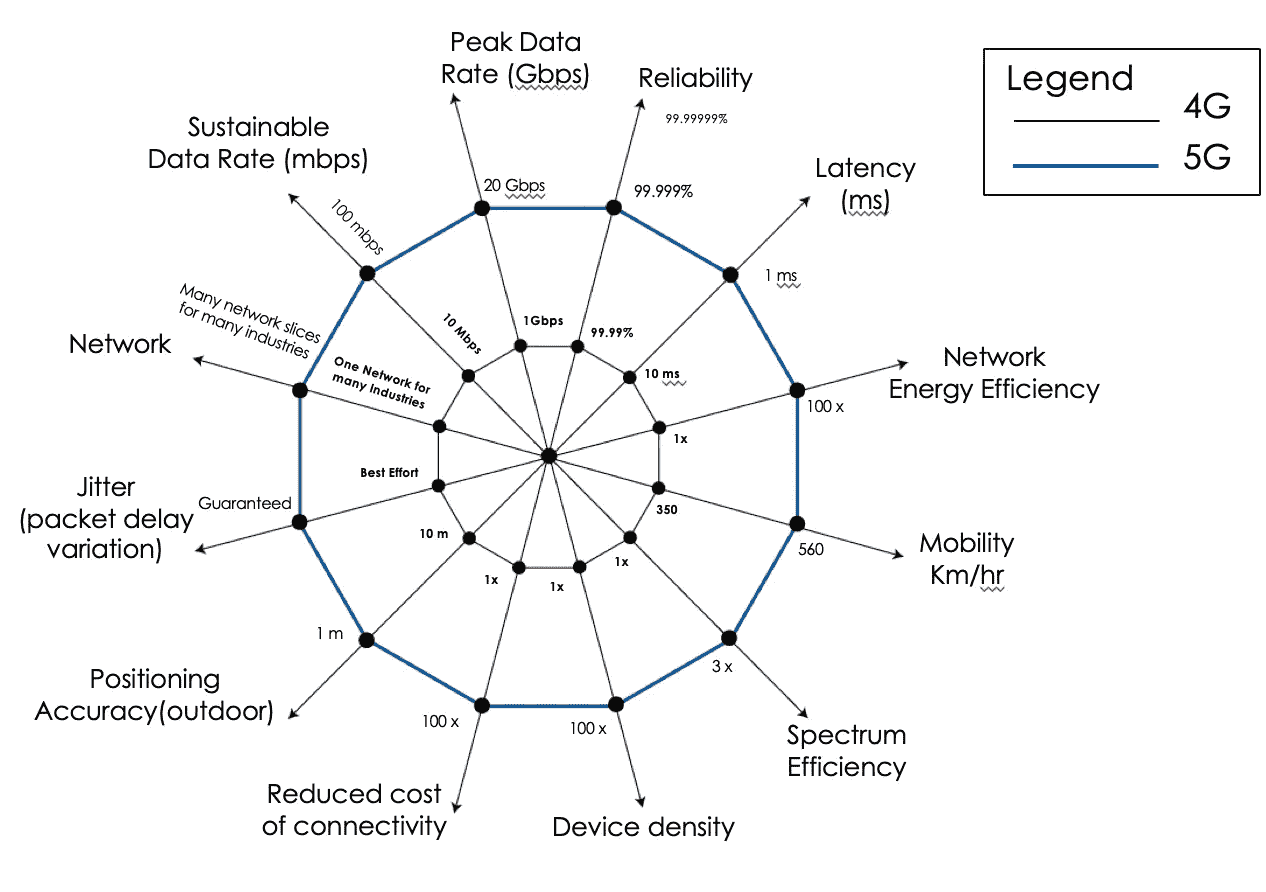 Peak Data
Rate (Gbps)
Reliability
99.99999%
Legend
4G
5G
Sustainable
Data Rate (mbps)
Latency
(ms)
20 Gbps
99.999%
100 mbps
1 ms
Many network slices
for many industries
Network
10 Mbps
1Gbps
99.99%
10 ms
One Network for
many Industries
Network
Energy Efficiency
100 x
1x
Best Effort
350
Jitter
(packet delay
variation)
Guaranteed
10 m
1x
1x
1x
560
Mobility
Km/hr
1 m
3 x
Positioning
Accuracy(outdoor)
100 x
100 x
Spectrum
Efficiency
Reduced cost
of connectivity
Device density